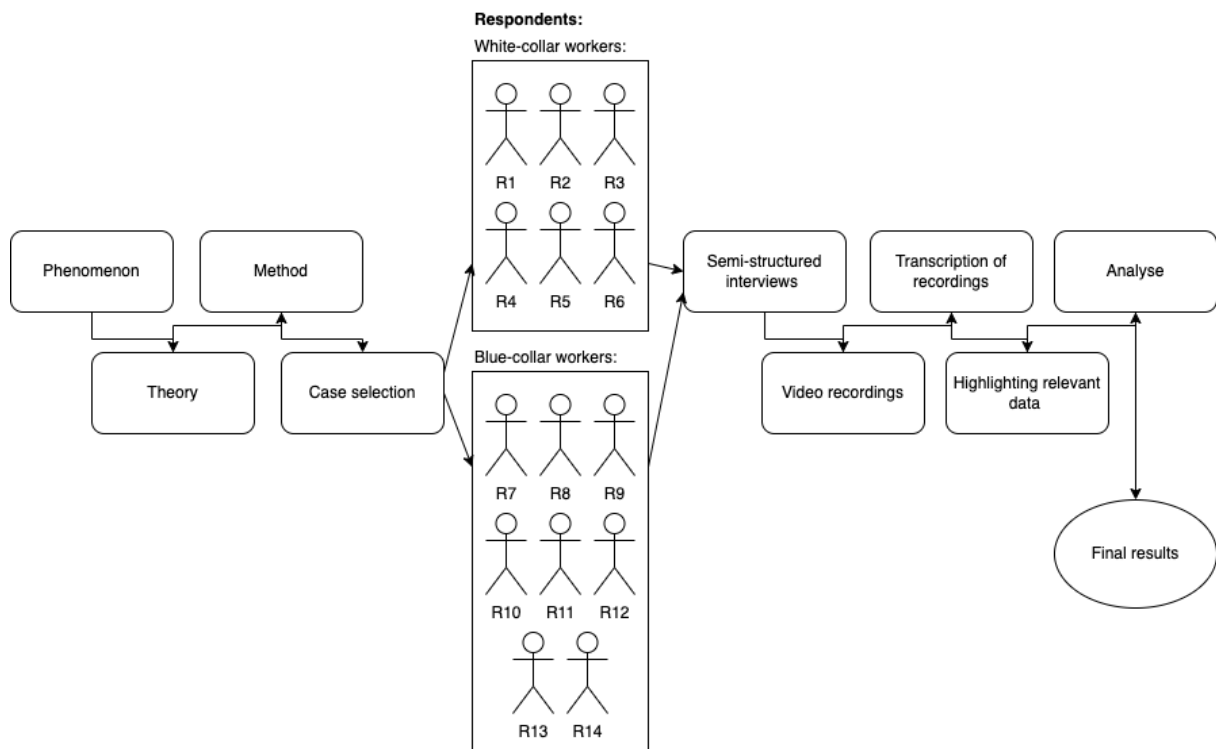 Respondents:
White-collar workers:
R1 R2 R3
R4 R5 R6
Phenomenon
Method
Theory
Case selection
Blue-collar workers:
R7 R8 R9
R10 R11 R12
R13 R14
Semi-structured
interviews
Transcription of
recordings
Analyse
Video recordings
Highlighting relevant
data
Final results